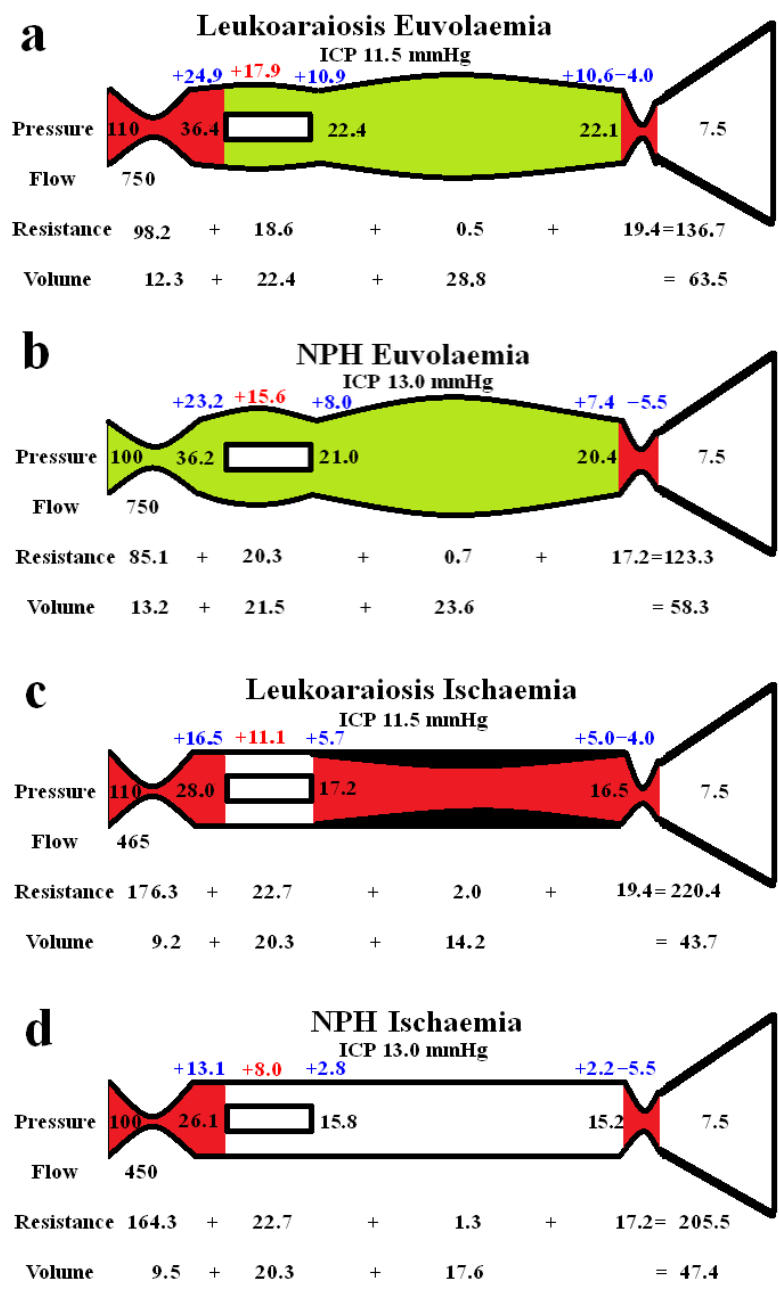 a
Leukoaraiosis Euvolaemia
ICP 11.5 mmHg
+24.9 +17.9 +10.9 +10.6 −4.0
Pressure 110 36.4 22.4 22.1 7.5
Flow 750
Resistance 98.2 + 18.6 + 0.5 + 19.4=136.7
Volume 12.3 + 22.4 + 28.8 = 63.5
b
NPH Euvolaemia
ICP 13.0 mmHg
+23.2 +15.6 +8.0 +7.4 −5.5
Pressure 100 36.2 21.0 20.4 7.5
Flow 750
Resistance 85.1 + 20.3 + 0.7 + 17.2=123.3
Volume 13.2 + 21.5 + 23.6 = 58.3
c
Leukoaraiosis Ischaemia
ICP 11.5 mmHg
+16.5 +11.1 +5.7 +5.0 −4.0
Pressure 110 28.0 17.2 16.5 7.5
Flow 465
Resistance 176.3 + 22.7 + 2.0 + 19.4= 220.4
Volume 9.2 + 20.3 + 14.2 = 43.7
d
NPH Ischaemia
ICP 13.0 mmHg
+13.1 +8.0 +2.8 +2.2 −5.5
Pressure 100 26.1 15.8 15.2 7.5
Flow 450
Resistance 164.3 + 22.7 + 1.3 + 17.2= 205.5
Volume 9.5 + 20.3 + 17.6 = 47.4